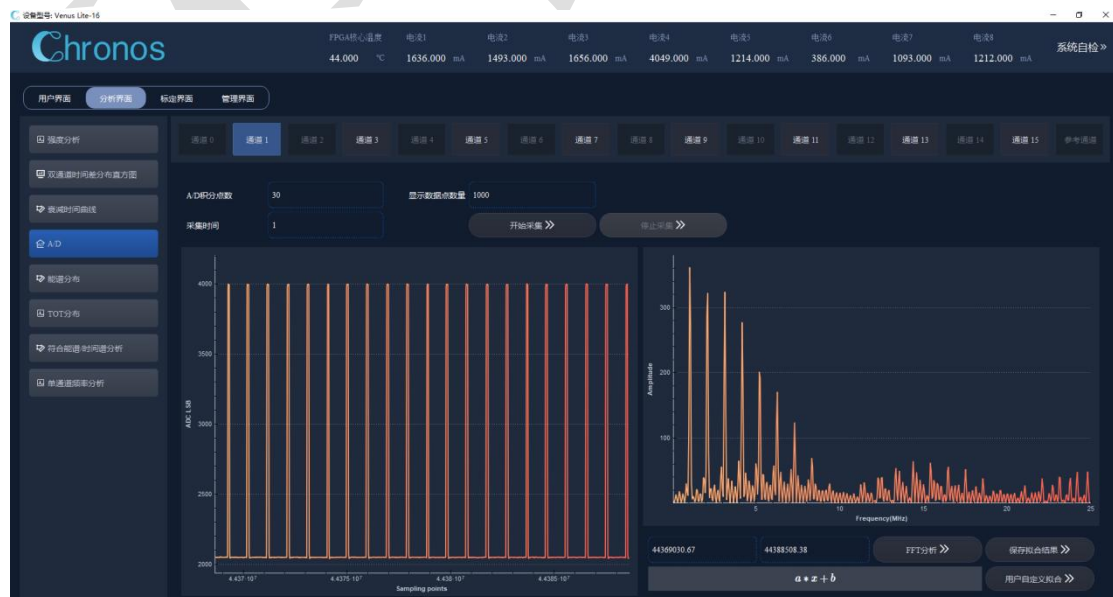 设备型号: Venus Lite-16
Chronos
FPGA核心温度 电流1 电流2 电流3 电流4 电流5 电流6 电流7 电流8
44.000 ℃ 1636.000 mA 1493.000 mA 1656.000 mA 4049.000 mA 1214.000 mA 386.000 mA 1093.000 mA 1212.000 mA
系统自检»
用户界面 分析界面 标定界面 管理界面
强度分析
双通道时间差分布直方图
衰减时间曲线
A/D
能谱分布
TOT分布
符合能谱/时间谱分析
单通道频率分析
通道 0 通道 1 通道 2 通道 3 通道 4 通道 5 通道 6 通道 7 通道 8 通道 9 通道 10 通道 11 通道 12 通道 13 通道 14 通道 15 参考通道
A/D积分点数 30 显示数据点数量 1000
采集时间 1 开始采集 » 停止采集 »
ADC LSB
4000
3500
3000
2500
2000
4.437·10⁷ 4.4375·10⁷ 4.438·10⁷ 4.4385·10⁷
Sampling points
Amplitude
300
200
100
5 10 15 20 25
Frequency(MHz)
44369030.67 44388508.38 FFT分析 » 保存拟合结果 »
a * x + b 用户自定义拟合 »